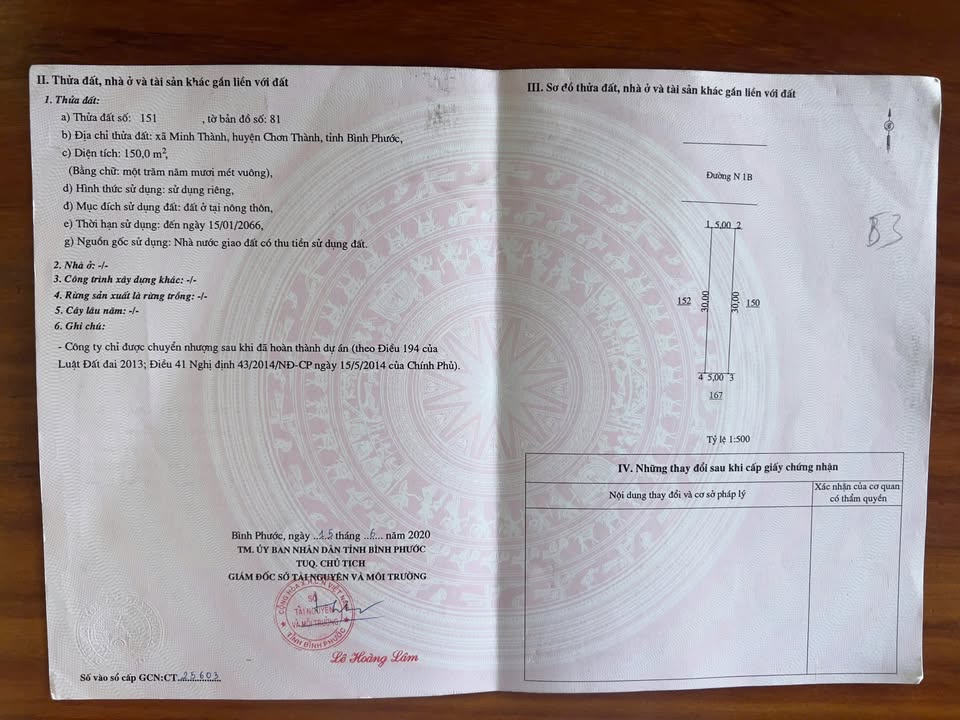 II. Thửa đất, nhà ở và tài sản khác gắn liền với đất
1. Thửa đất:
a) Thửa đất số: 151 , tờ bản đồ số: 81
b) Địa chỉ thửa đất: xã Minh Thành, huyện Chơn Thành, tỉnh Bình Phước,
c) Diện tích: 150,0 m²,
(Bằng chữ: một trăm năm mươi mét vuông),
d) Hình thức sử dụng: sử dụng riêng,
đ) Mục đích sử dụng đất: đất ở tại nông thôn,
e) Thời hạn sử dụng: đến ngày 15/01/2066,
g) Nguồn gốc sử dụng: Nhà nước giao đất có thu tiền sử dụng đất.
2. Nhà ở: -/-
3. Công trình xây dựng khác: -/-
4. Rừng sản xuất là rừng trồng: -/-
5. Cây lâu năm: -/-
6. Ghi chú:
- Công ty chỉ được chuyển nhượng sau khi đã hoàn thành dự án (theo Điều 194 của
Luật Đất đai 2013; Điều 41 Nghị định 43/2014/NĐ-CP ngày 15/5/2014 của Chính Phủ).
Bình Phước, ngày ..15 tháng ..6... năm 2020
TM. ỦY BAN NHÂN DÂN TỈNH BÌNH PHƯỚC
TUQ. CHỦ TỊCH
GIÁM ĐỐC SỞ TÀI NGUYÊN VÀ MÔI TRƯỜNG
CỘNG HÒA X.H.C.N VIỆT NAM
SỞ
TÀI NGUYÊN
VÀ MÔI TRƯỜNG
TỈNH BÌNH PHƯỚC
Lê Hoàng Lâm
Số vào sổ cấp GCN:CT..25603
III. Sơ đồ thửa đất, nhà ở và tài sản khác gắn liền với đất
Đường N 1B
B3
1 5,00 2
152 30,00 30,00 150
4 5,00 3
167
Tỷ lệ 1:500
IV. Những thay đổi sau khi cấp giấy chứng nhận
Nội dung thay đổi và cơ sở pháp lý
Xác nhận của cơ quan
có thẩm quyền